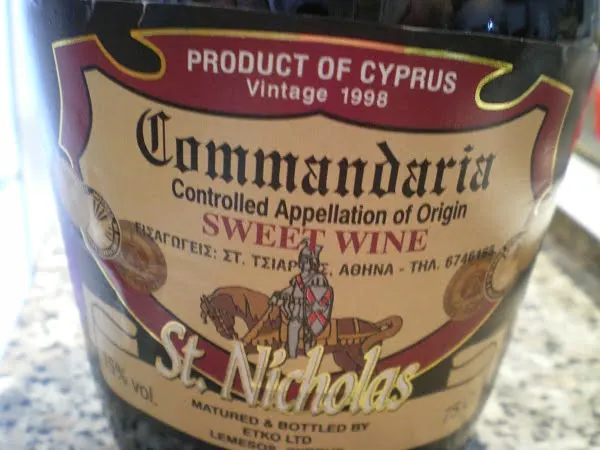 PRODUCT OF CYPRUS
Vintage 1998
Commandaria
Controlled Appellation of Origin
SWEET WINE
ΕΙΣΑΓΩΓΕΙΣ: ΣΤ. ΑΘΗΝΑ - ΤΗΛ.
St. Nicholas
15% vol.
MATURED & BOTTLED BY
ETKO LTD
LEMESOS,